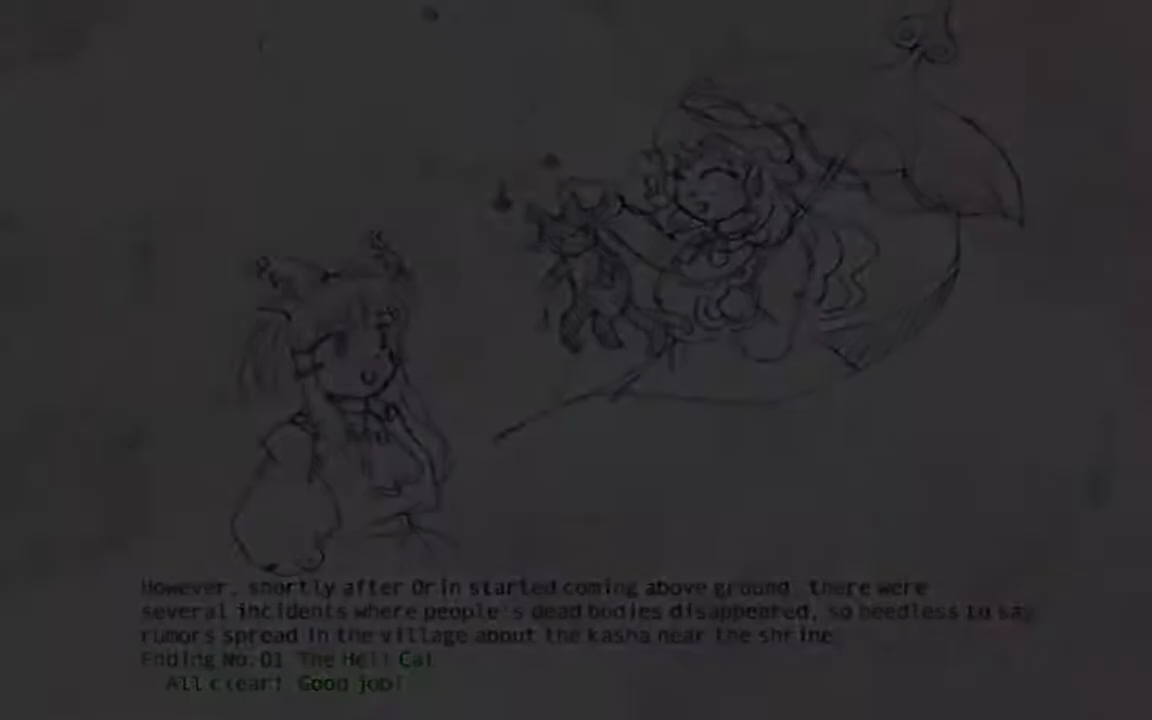 However, shortly after Orin started coming above ground, there were
several incidents where people's dead bodies disappeared, so needless to say
rumors spread in the village about the kasha near the shrine.
Ending No.01 The Hell Cat
All clear! Good job!